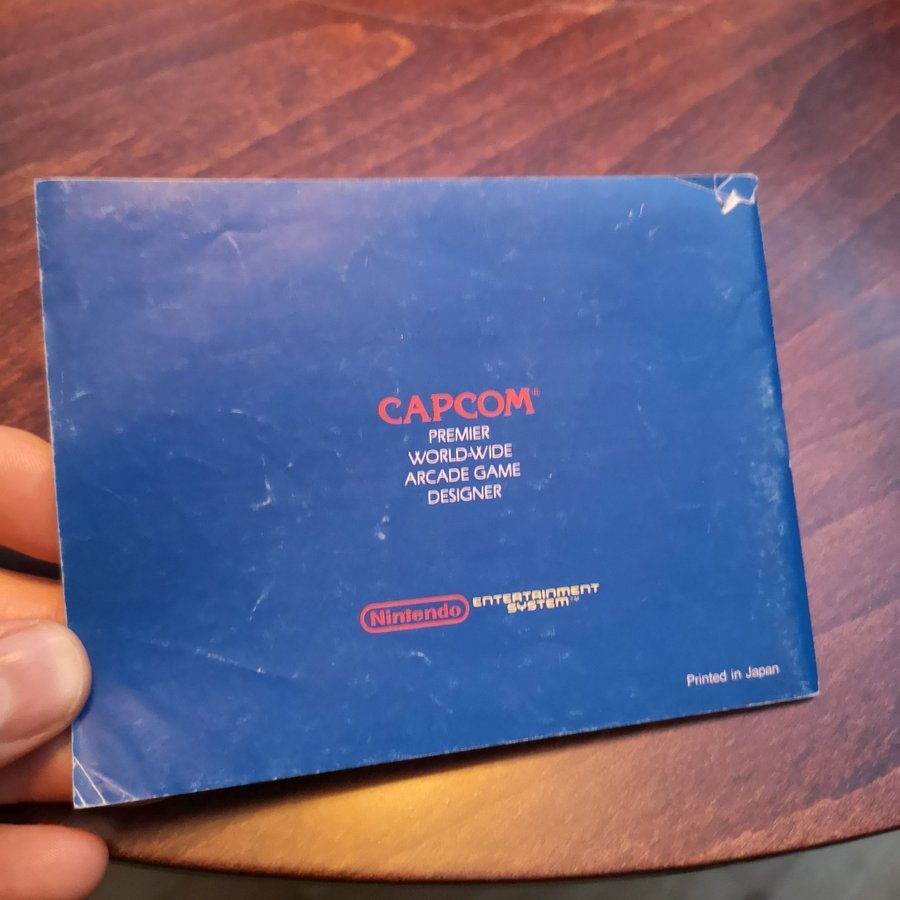 CAPCOM®
PREMIER
WORLD-WIDE
ARCADE GAME
DESIGNER
Nintendo ENTERTAINMENT
SYSTEM™
Printed in Japan